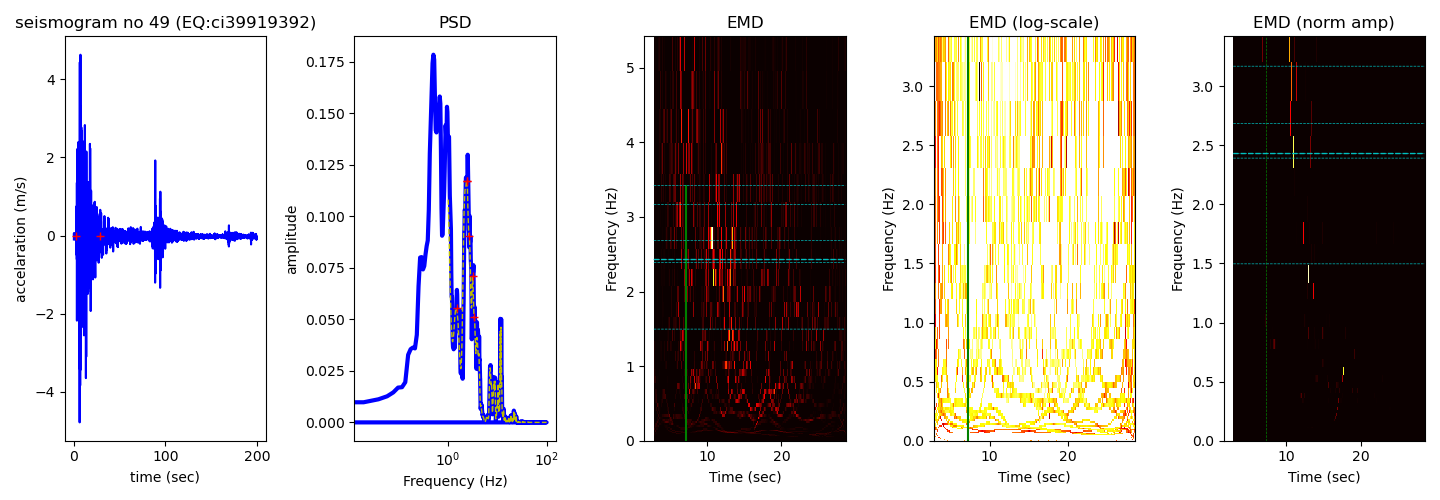 seismogram no 49 (EQ:ci39919392)
PSD
EMD
EMD (log-scale)
EMD (norm amp)
accelaration (m/s)
4
2
0
−2
−4
0
100
200
time (sec)
amplitude
0.175
0.150
0.125
0.100
0.075
0.050
0.025
0.000
10⁰
10²
Frequency (Hz)
Frequency (Hz)
5
4
3
2
1
0
10
20
Time (sec)
Frequency (Hz)
3.0
2.5
2.0
1.5
1.0
0.5
0.0
10
20
Time (sec)
Frequency (Hz)
3.0
2.5
2.0
1.5
1.0
0.5
0.0
10
20
Time (sec)